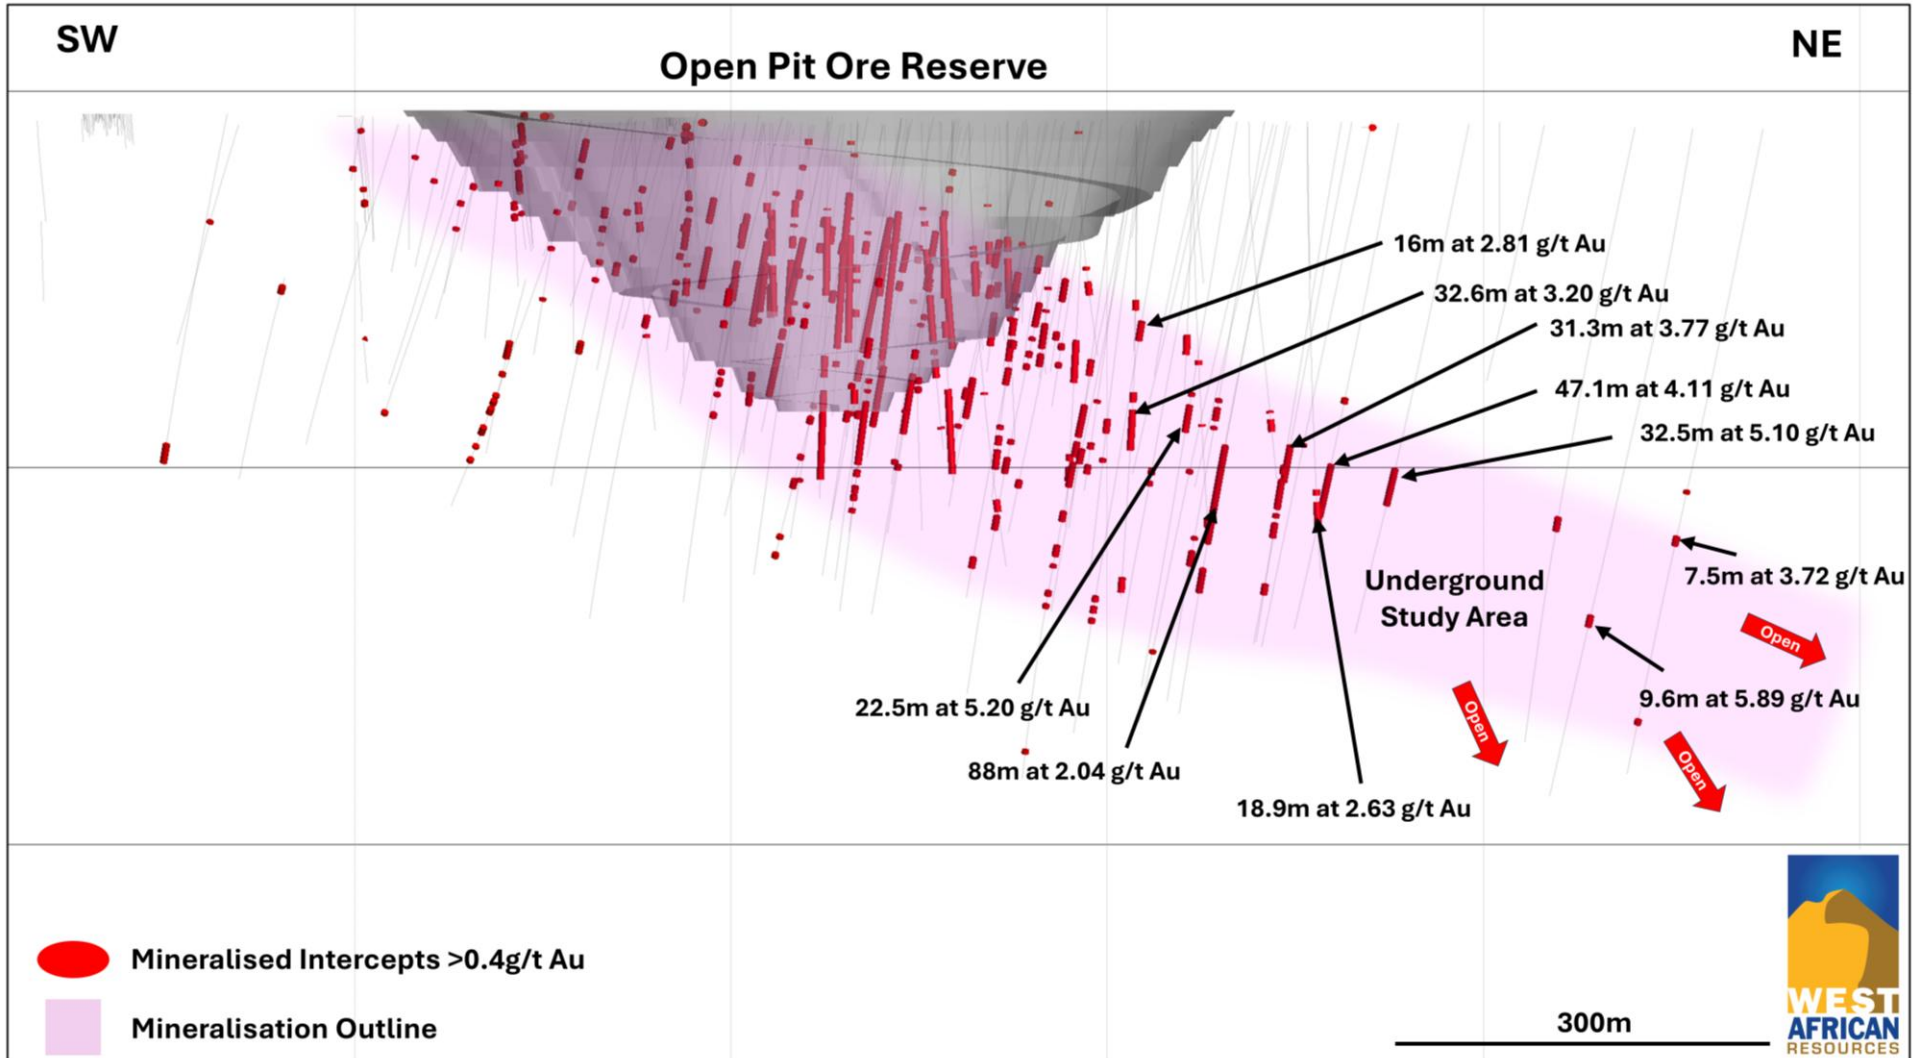 SW
NE
Open Pit Ore Reserve
16m at 2.81 g/t Au
32.6m at 3.20 g/t Au
31.3m at 3.77 g/t Au
47.1m at 4.11 g/t Au
32.5m at 5.10 g/t Au
7.5m at 3.72 g/t Au
Underground
Study Area
Open
9.6m at 5.89 g/t Au
Open
Open
22.5m at 5.20 g/t Au
88m at 2.04 g/t Au
18.9m at 2.63 g/t Au
Mineralised Intercepts >0.4g/t Au
Mineralisation Outline
300m
WEST
AFRICAN
RESOURCES